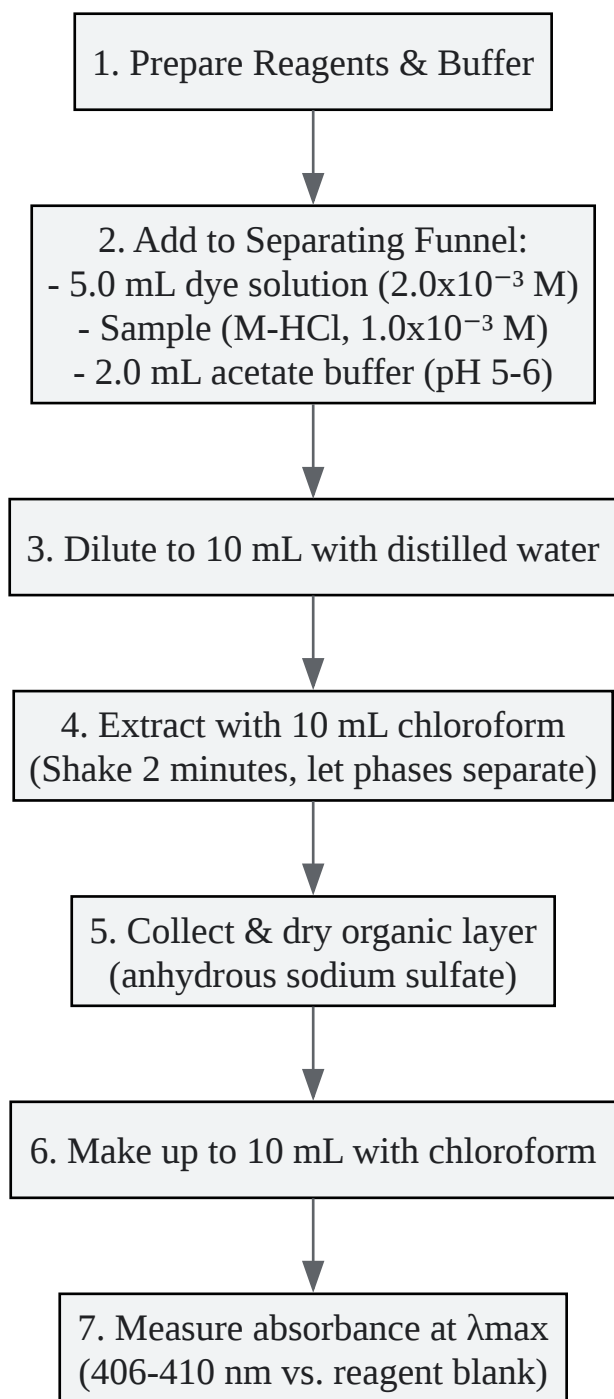 1. Prepare Reagents & Buffer
2. Add to Separating Funnel:
- 5.0 mL dye solution (2.0x10⁻³ M)
- Sample (M-HCl, 1.0x10⁻³ M)
- 2.0 mL acetate buffer (pH 5-6)
3. Dilute to 10 mL with distilled water
4. Extract with 10 mL chloroform
(Shake 2 minutes, let phases separate)
5. Collect & dry organic layer
(anhydrous sodium sulfate)
6. Make up to 10 mL with chloroform
7. Measure absorbance at λmax
(406-410 nm vs. reagent blank)